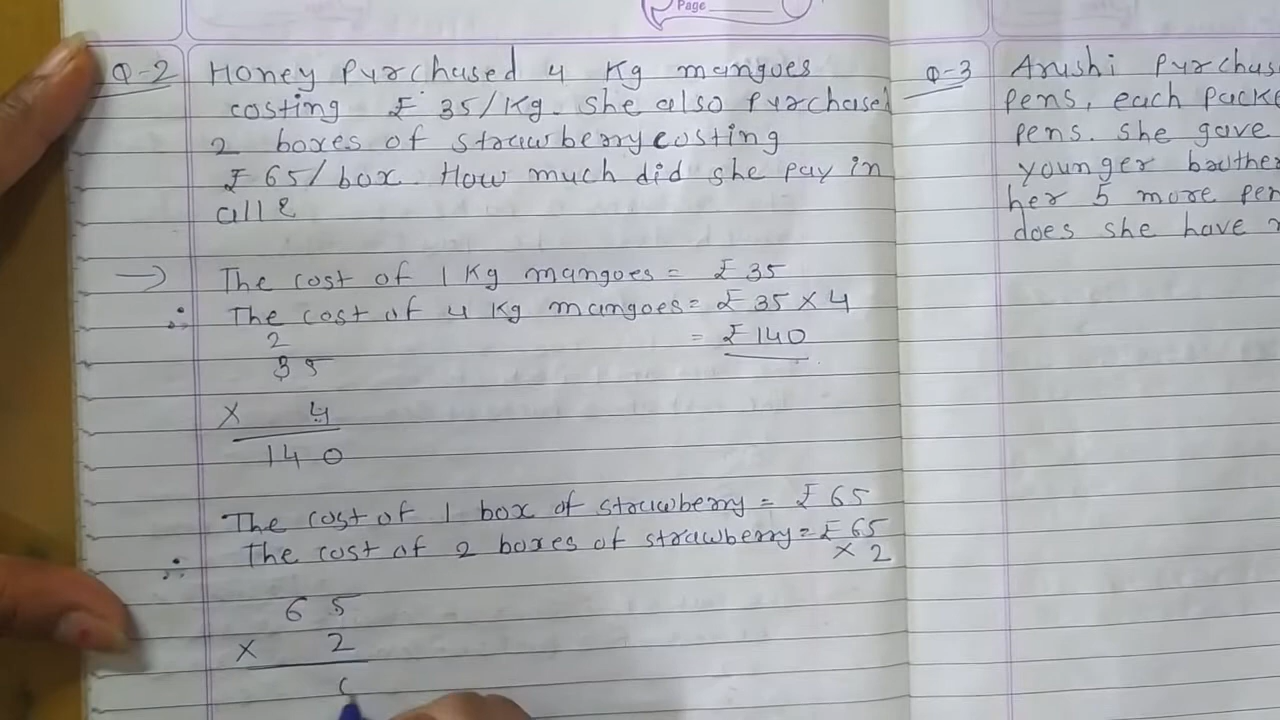 Page
Q-2 Honey Purchased 4 Kg mangoes
costing ₹ 35/Kg. She also purchased
2 boxes of strawberry costing
₹ 65/box. How much did she pay in
all?
→ The cost of 1 Kg mangoes = ₹ 35
∴ The cost of 4 Kg mangoes = ₹ 35 × 4
= ₹ 140
2
35
× 4
140
The cost of 1 box of strawberry = ₹ 65
∴ The cost of 2 boxes of strawberry = ₹ 65
× 2
65
× 2
Q-3 Arushi Purchas
pens, each packe
pens. She gave
younger brother
her 5 more pen
does she have